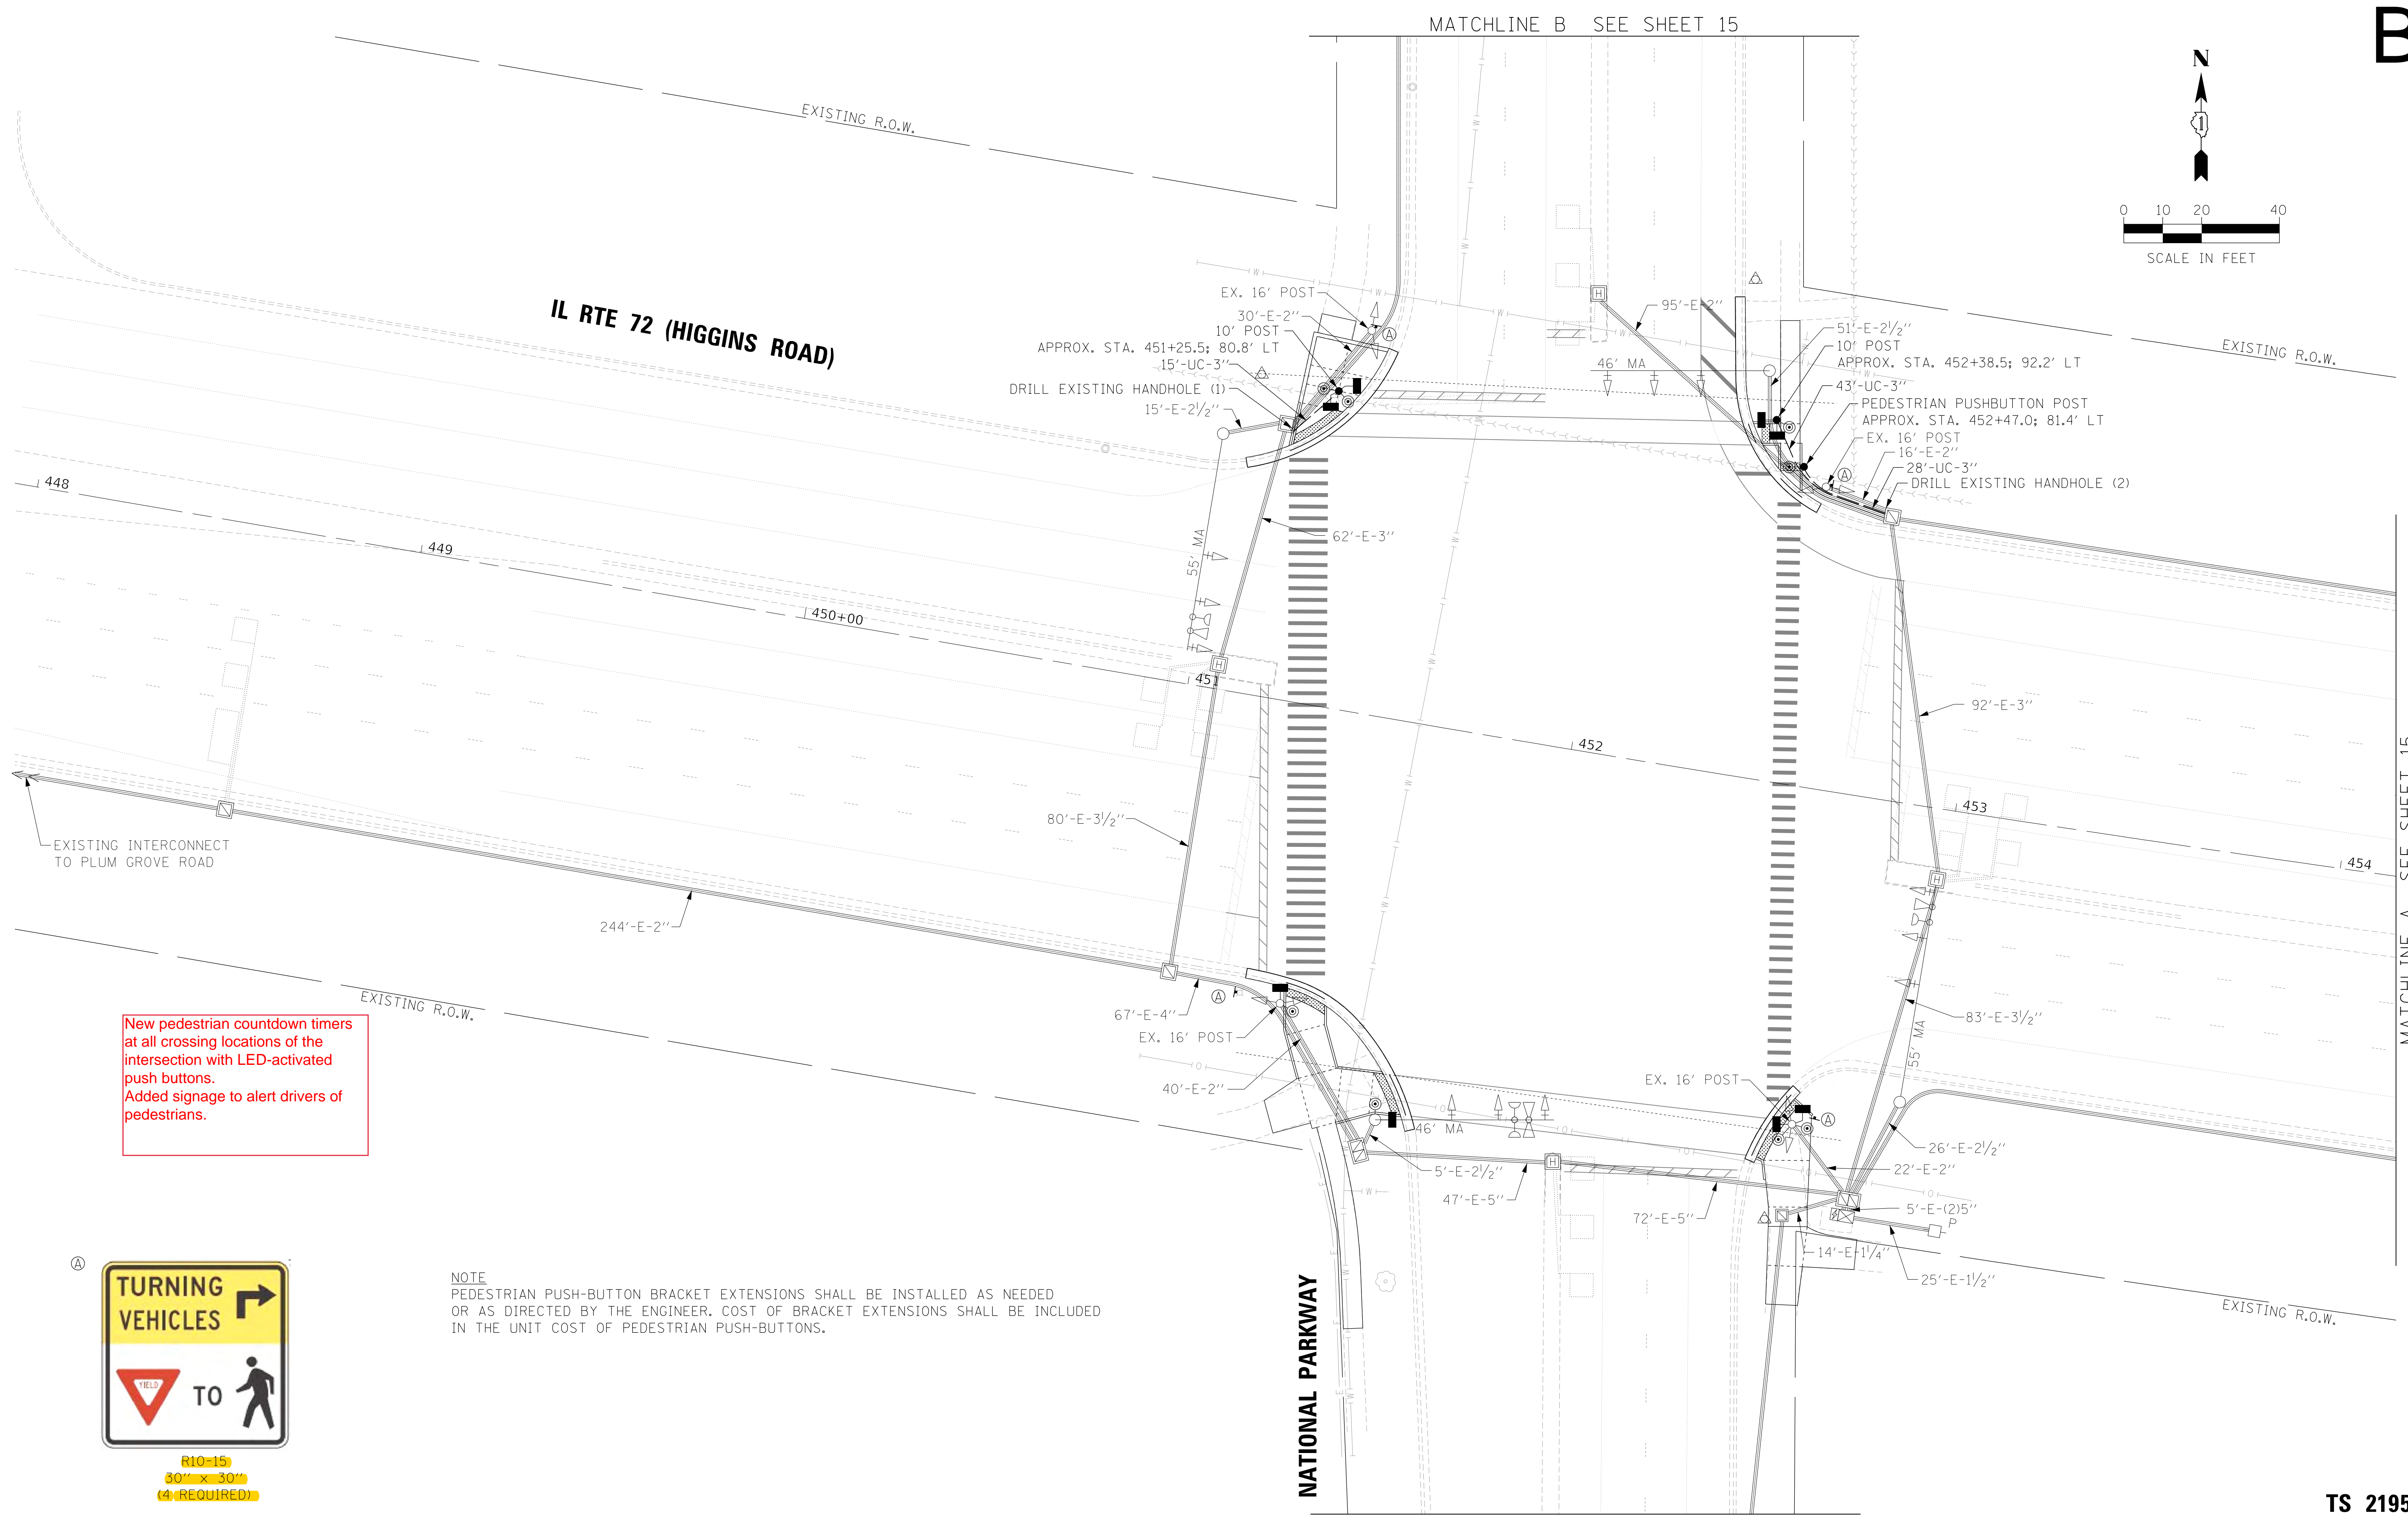 MATCHLINE B SEE SHEET 15
B
N
1
0 10 20 40
SCALE IN FEET
EXISTING R.O.W.
IL RTE 72 (HIGGINS ROAD)
EX. 16' POST
30'-E-2''
10' POST
APPROX. STA. 451+25.5; 80.8' LT
15'-UC-3''
DRILL EXISTING HANDHOLE (1)
15'-E-2½''
A
H
95'-E-2''
46' MA
51'-E-2½''
10' POST
APPROX. STA. 452+38.5; 92.2' LT
43'-UC-3''
PEDESTRIAN PUSHBUTTON POST
APPROX. STA. 452+47.0; 81.4' LT
EX. 16' POST
16'-E-2''
28'-UC-3''
DRILL EXISTING HANDHOLE (2)
A
EXISTING R.O.W.
448
449
450+00
451
452
453
454
62'-E-3''
55' MA
H
92'-E-3''
H
80'-E-3½''
EXISTING INTERCONNECT
TO PLUM GROVE ROAD
244'-E-2''
MATCHLINE A SEE SHEET 15
EXISTING R.O.W.
A
67'-E-4''
EX. 16' POST
40'-E-2''
83'-E-3½''
55' MA
EX. 16' POST
A
46' MA
5'-E-2½''
H
47'-E-5''
72'-E-5''
26'-E-2½''
22'-E-2''
5'-E-(2)5''
P
14'-E-1¼''
25'-E-1½''
EXISTING R.O.W.
New pedestrian countdown timers
at all crossing locations of the
intersection with LED-activated
push buttons.
Added signage to alert drivers of
pedestrians.
A
TURNING
VEHICLES
YIELD
TO
R10-15
30'' x 30''
(4 REQUIRED)
NOTE
PEDESTRIAN PUSH-BUTTON BRACKET EXTENSIONS SHALL BE INSTALLED AS NEEDED
OR AS DIRECTED BY THE ENGINEER. COST OF BRACKET EXTENSIONS SHALL BE INCLUDED
IN THE UNIT COST OF PEDESTRIAN PUSH-BUTTONS.
NATIONAL PARKWAY
TS 2195